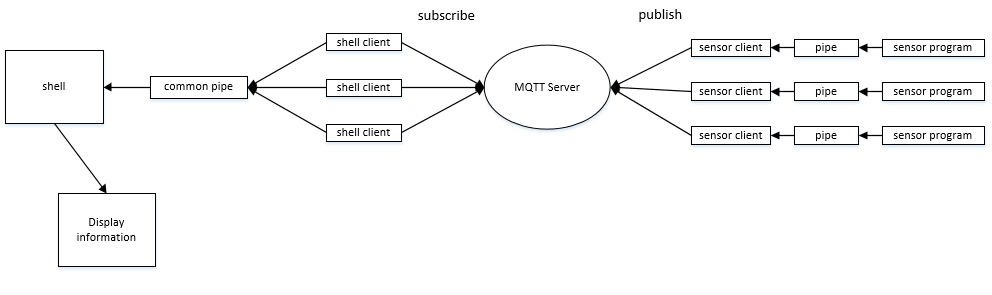 subscribe
publish
shell client
sensor client
pipe
sensor program
shell
common pipe
shell client
MQTT Server
sensor client
pipe
sensor program
shell client
sensor client
pipe
sensor program
Display
information